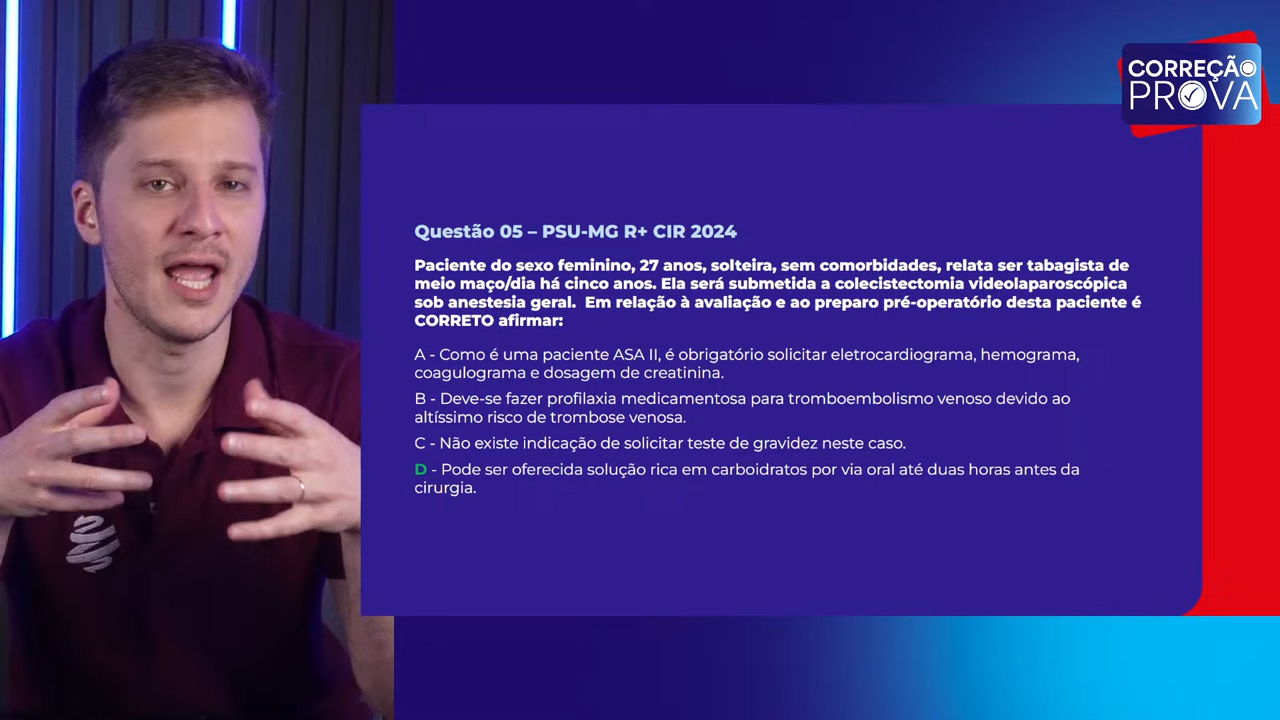 CORREÇÃO
PROVA
Questão 05 – PSU-MG R+ CIR 2024
Paciente do sexo feminino, 27 anos, solteira, sem comorbidades, relata ser tabagista de
meio maço/dia há cinco anos. Ela será submetida a colecistectomia videolaparoscópica
sob anestesia geral.  Em relação à avaliação e ao preparo pré-operatório desta paciente é
CORRETO afirmar:
A - Como é uma paciente ASA II, é obrigatório solicitar eletrocardiograma, hemograma,
coagulograma e dosagem de creatinina.
B - Deve-se fazer profilaxia medicamentosa para tromboembolismo venoso devido ao
altíssimo risco de trombose venosa.
C - Não existe indicação de solicitar teste de gravidez neste caso.
D - Pode ser oferecida solução rica em carboidratos por via oral até duas horas antes da
cirurgia.